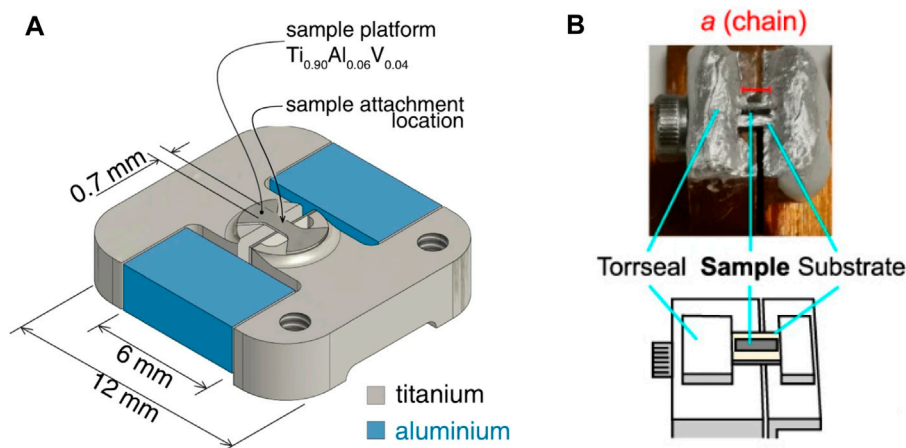 A
sample platform
Ti0.90Al0.06V0.04
sample attachment
location
0.7 mm
6 mm
12 mm
titanium
aluminium
B
a (chain)
Torrseal Sample Substrate